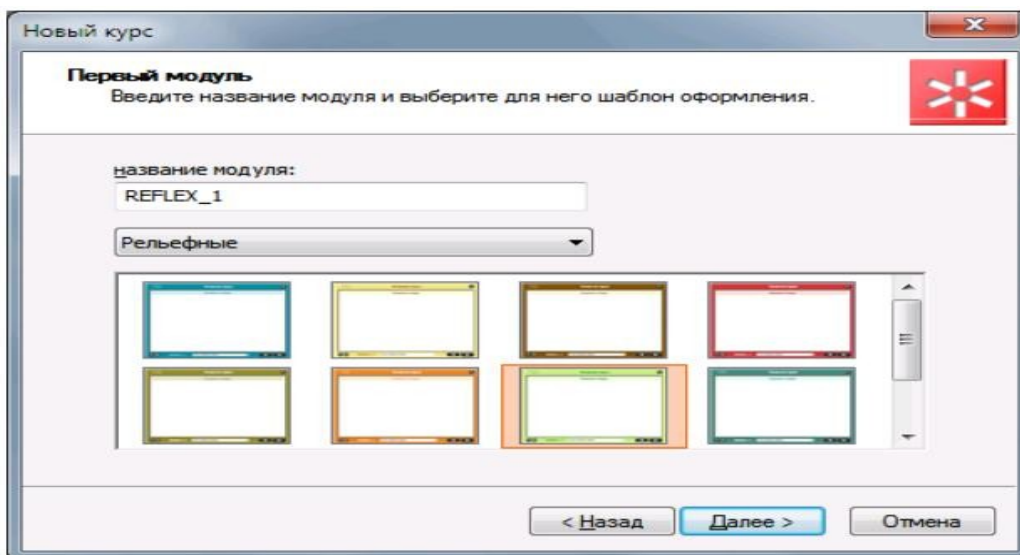 Новый курс
Первый модуль
Введите название модуля и выберите для него шаблон оформления.
название модуля:
REFLEX_1
Рельефные
< Назад
Далее >
Отмена